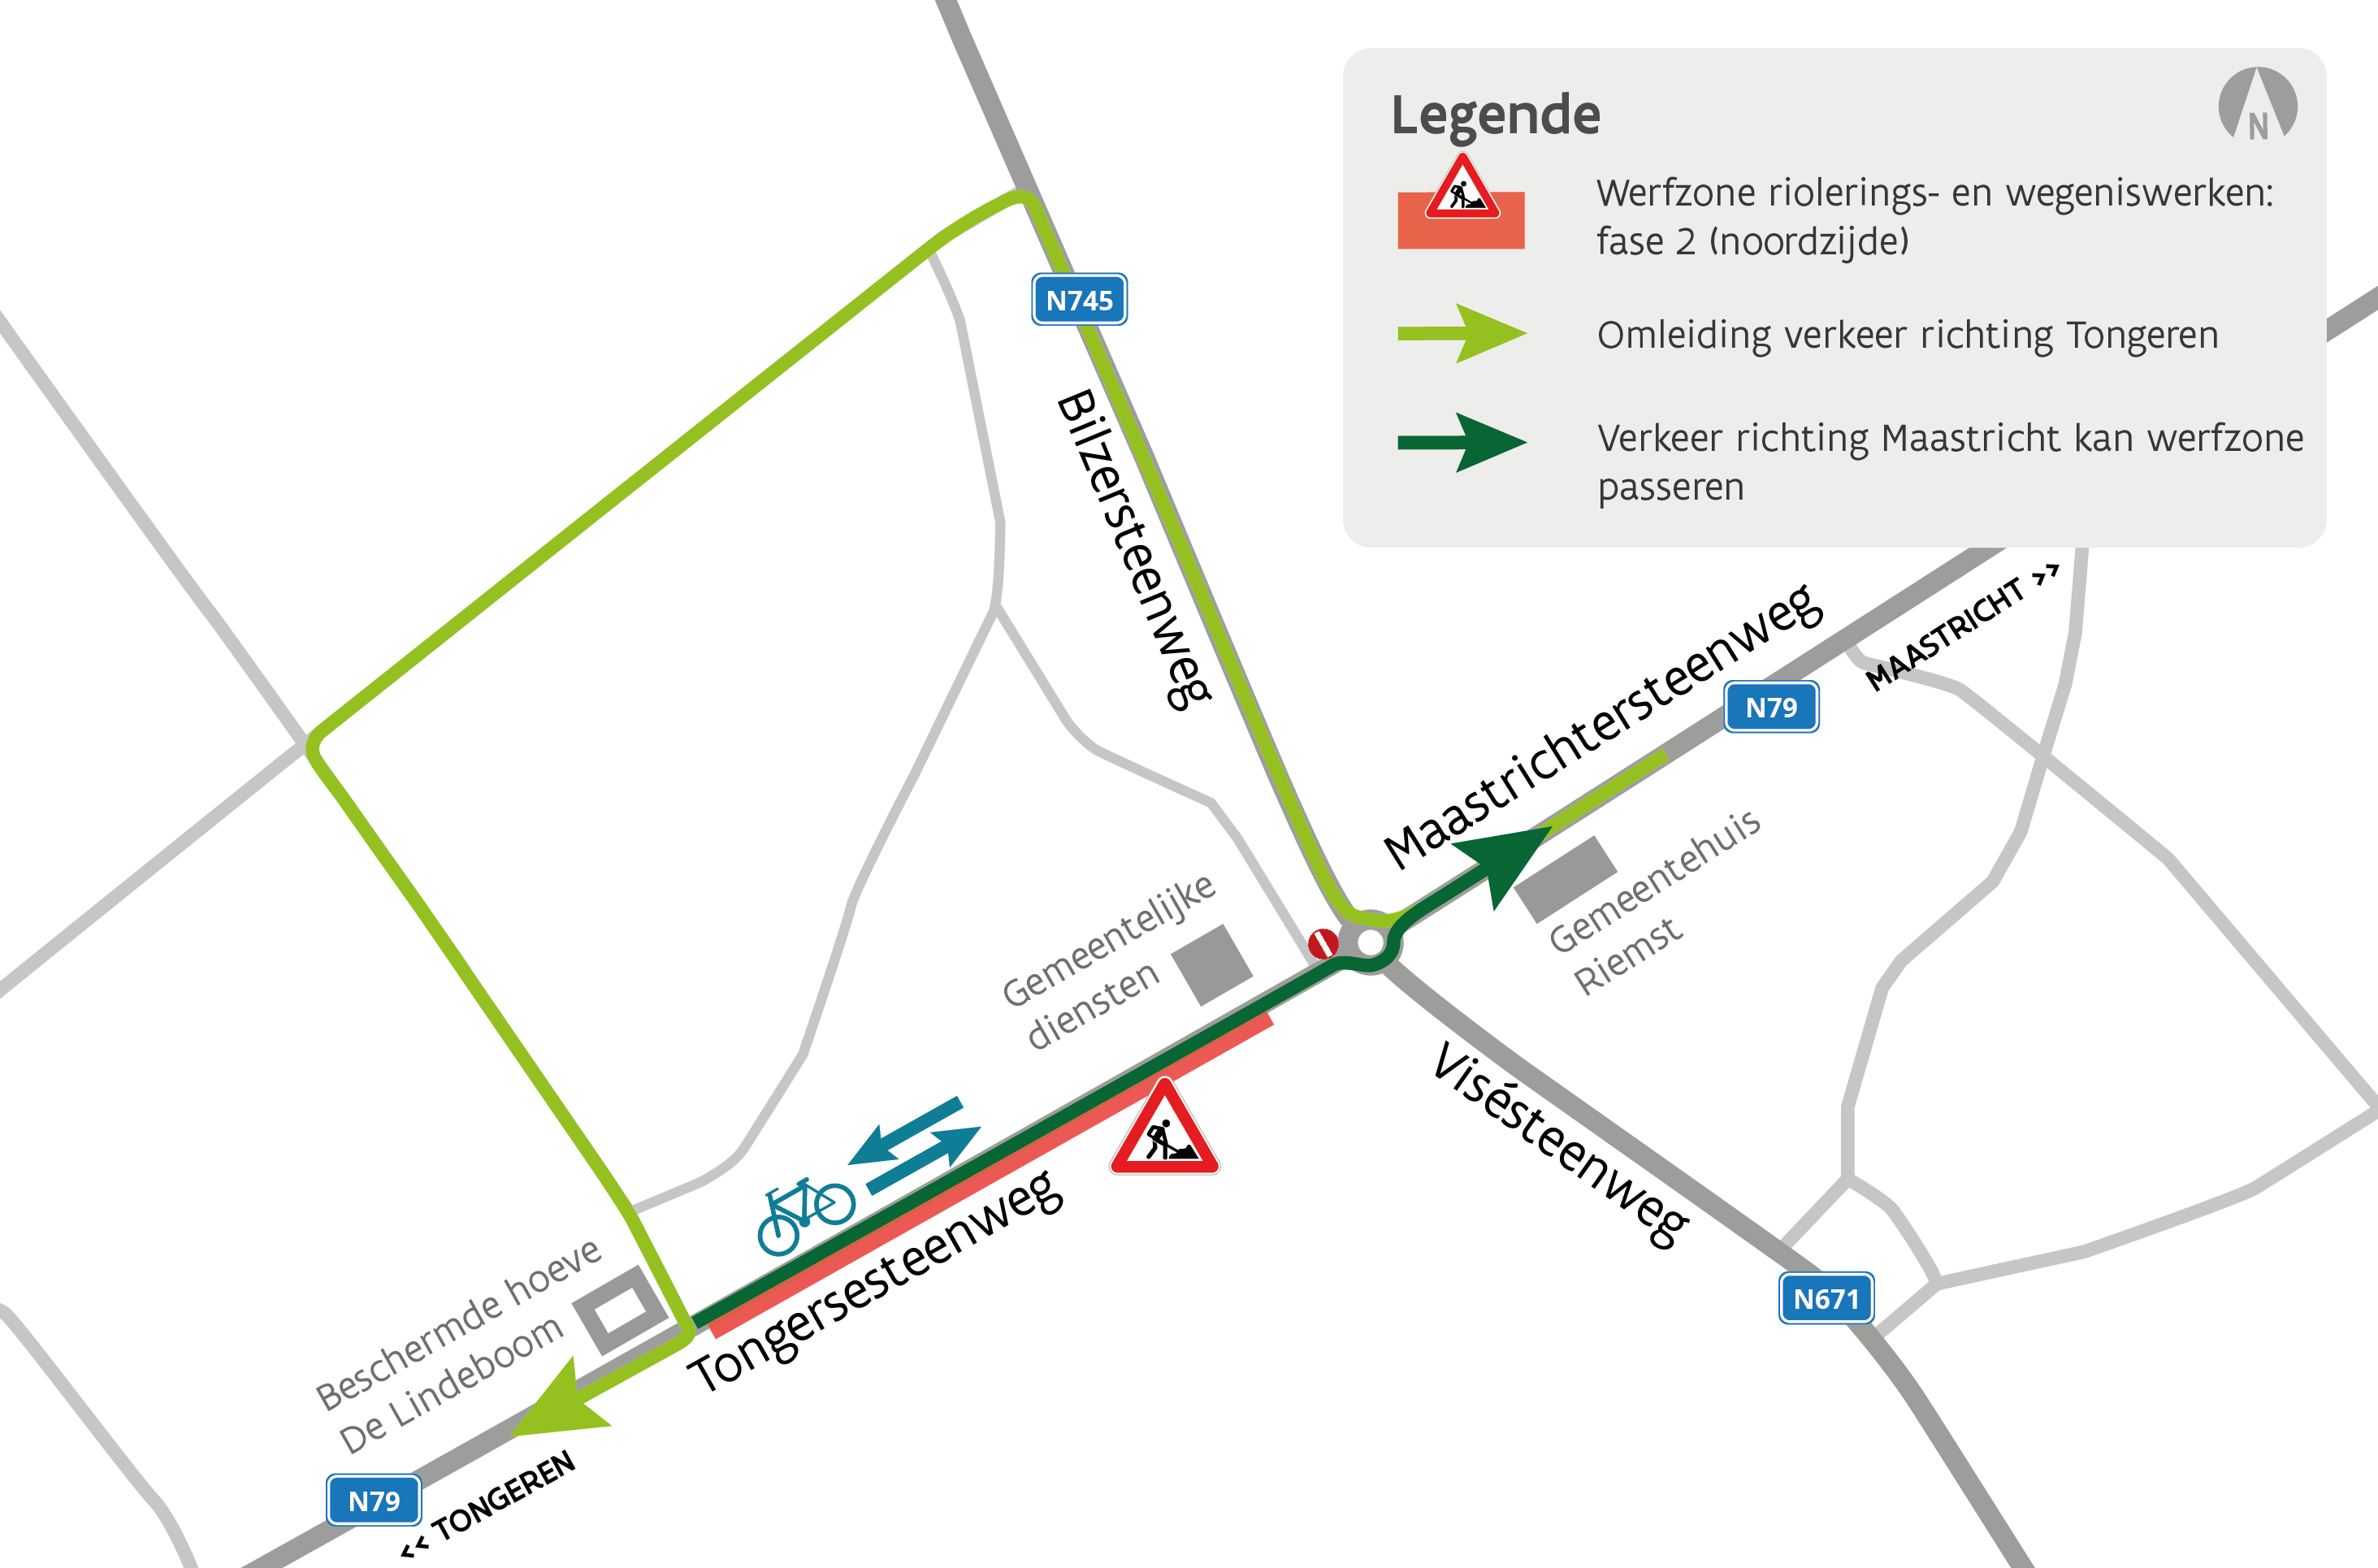 Legende
N
Werfzone riolerings- en wegeniswerken:
fase 2 (noordzijde)
Omleiding verkeer richting Tongeren
Verkeer richting Maastricht kan werfzone
passeren
N745
Bilzersteenweg
Maastrichtersteenweg
MAASTRICHT >>
N79
Gemeentehuis
Riemst
Gemeentelijke
diensten
Viséstenweg
N671
Tongersesteenweg
Beschermde hoeve
De Lindeboom
N79
<< TONGEREN